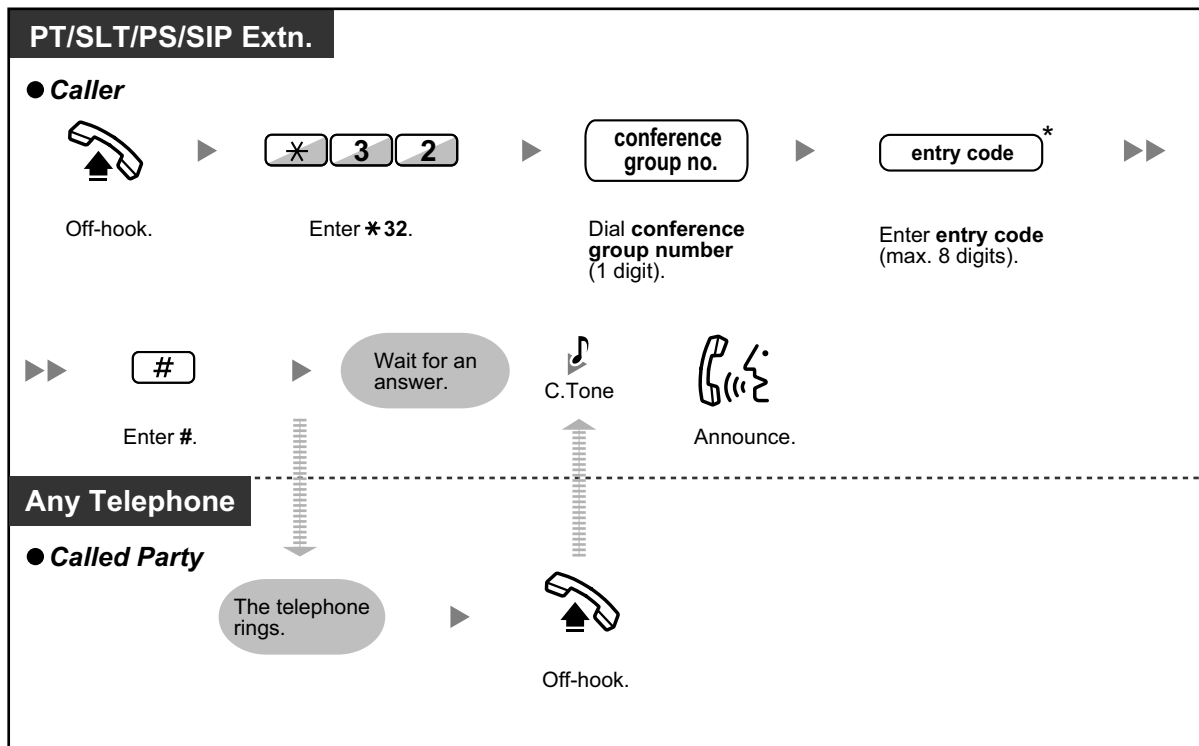 PT/SLT/PS/SIP Extn.
Caller
* 3 2
conference
group no.
entry code*
Off-hook.
Enter *32.
Dial conference
group number
(1 digit).
Enter entry code
(max. 8 digits).
#
Wait for an
answer.
C.Tone
Enter #.
Announce.
Any Telephone
Called Party
The telephone
rings.
Off-hook.